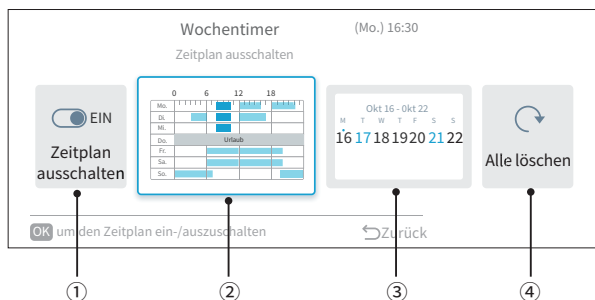 Wochentimer
(Mo.) 16:30
Zeitplan ausschalten
EIN
Zeitplan
ausschalten
0 6 12 18
Mo.
Di.
Mi.
Do. Urlaub
Fr.
Sa.
So.
Okt 16 - Okt 22
M T W T F S S
16 17 18 19 20 21 22
Alle löschen
OK um den Zeitplan ein-/auszuschalten
Zurück
① ② ③ ④